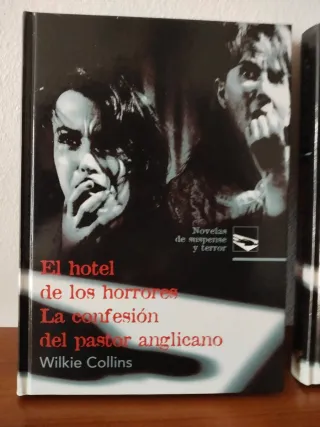 Novelas
de suspense
y terror
El hotel
de los horrores
La confesión
del pastor anglicano
Wilkie Collins